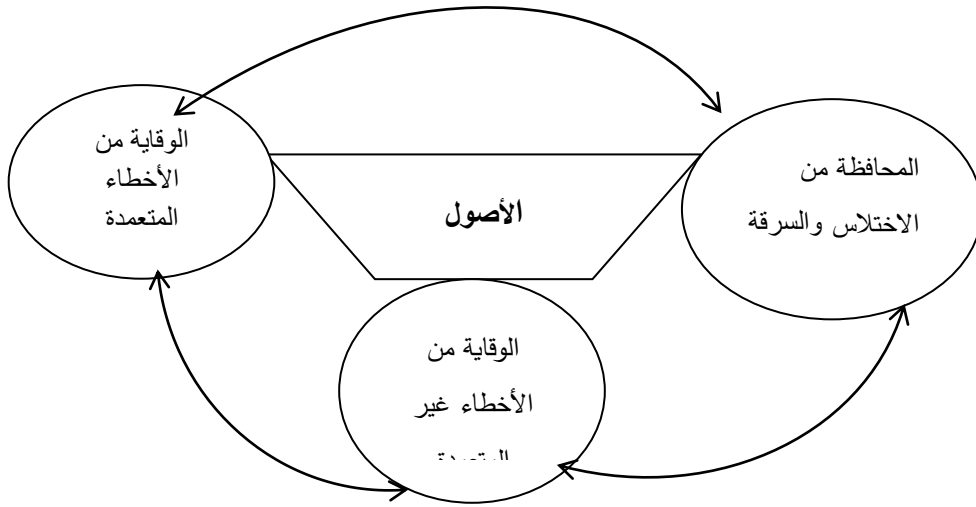 المحافظة من
الاختلاس والسرقة
الأصول
الوقاية من
الأخطاء
المتعمدة
الوقاية من
الأخطاء غير